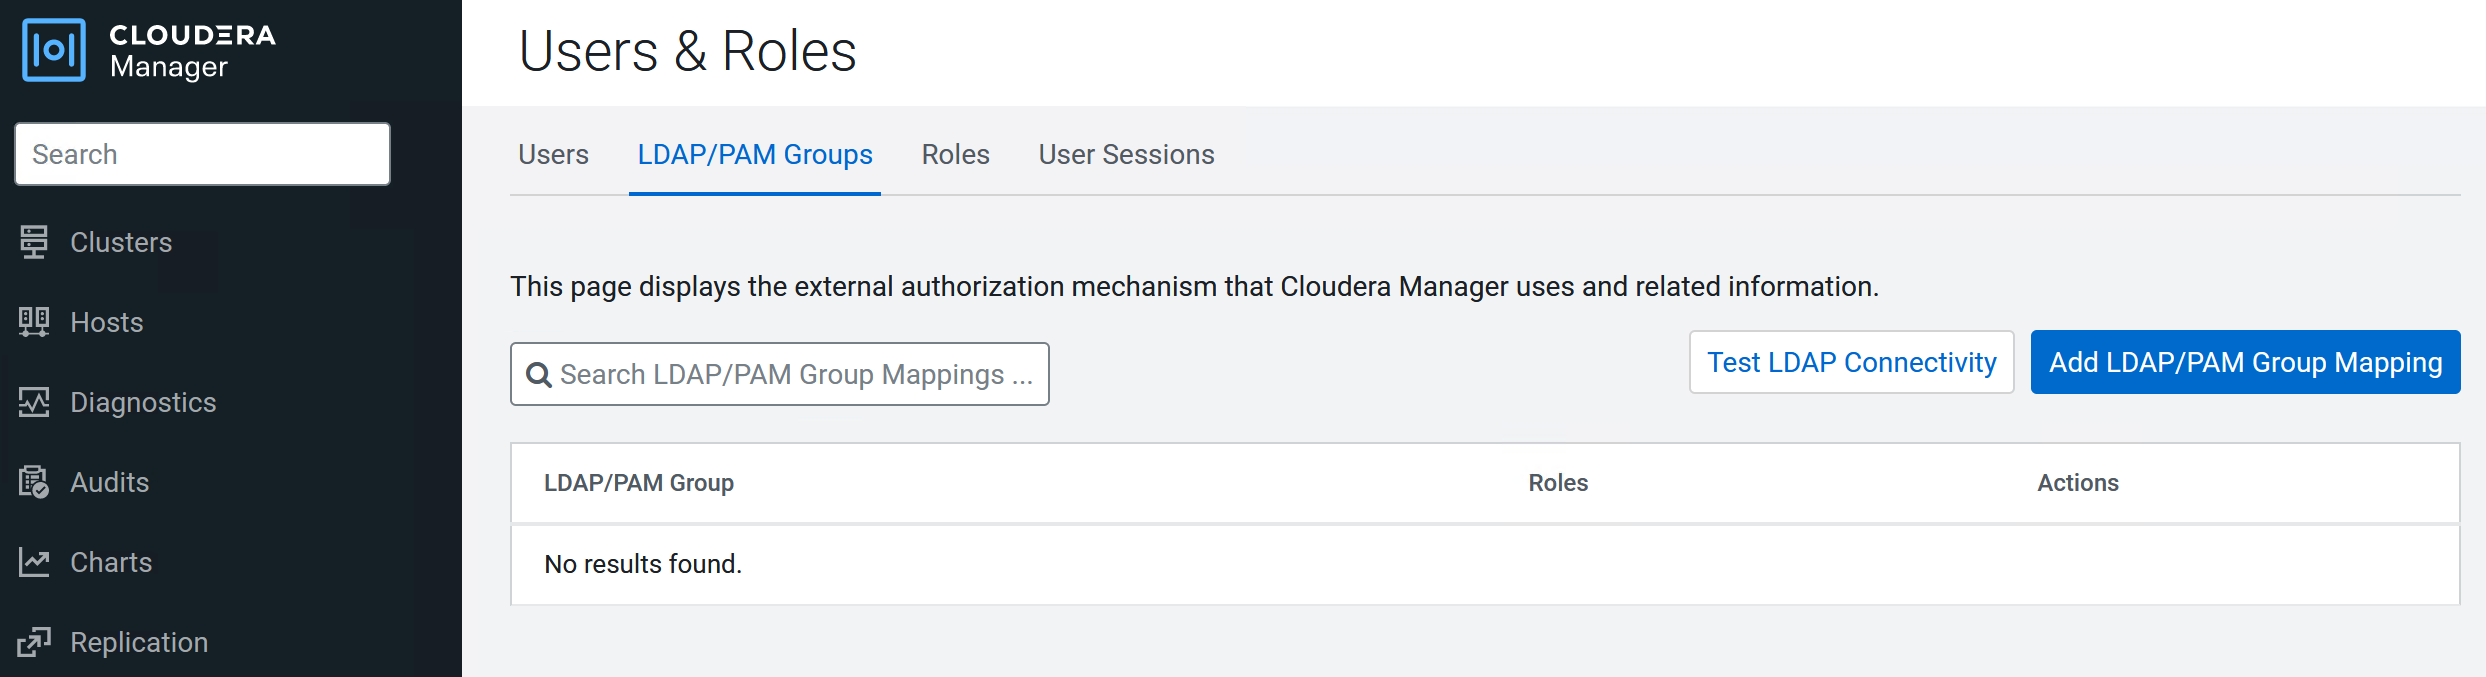 CLOUDERA
Manager
Search
Clusters
Hosts
Diagnostics
Audits
Charts
Replication
Users & Roles
Users
LDAP/PAM Groups
Roles
User Sessions
This page displays the external authorization mechanism that Cloudera Manager uses and related information.
Search LDAP/PAM Group Mappings ...
Test LDAP Connectivity
Add LDAP/PAM Group Mapping
LDAP/PAM Group
Roles
Actions
No results found.